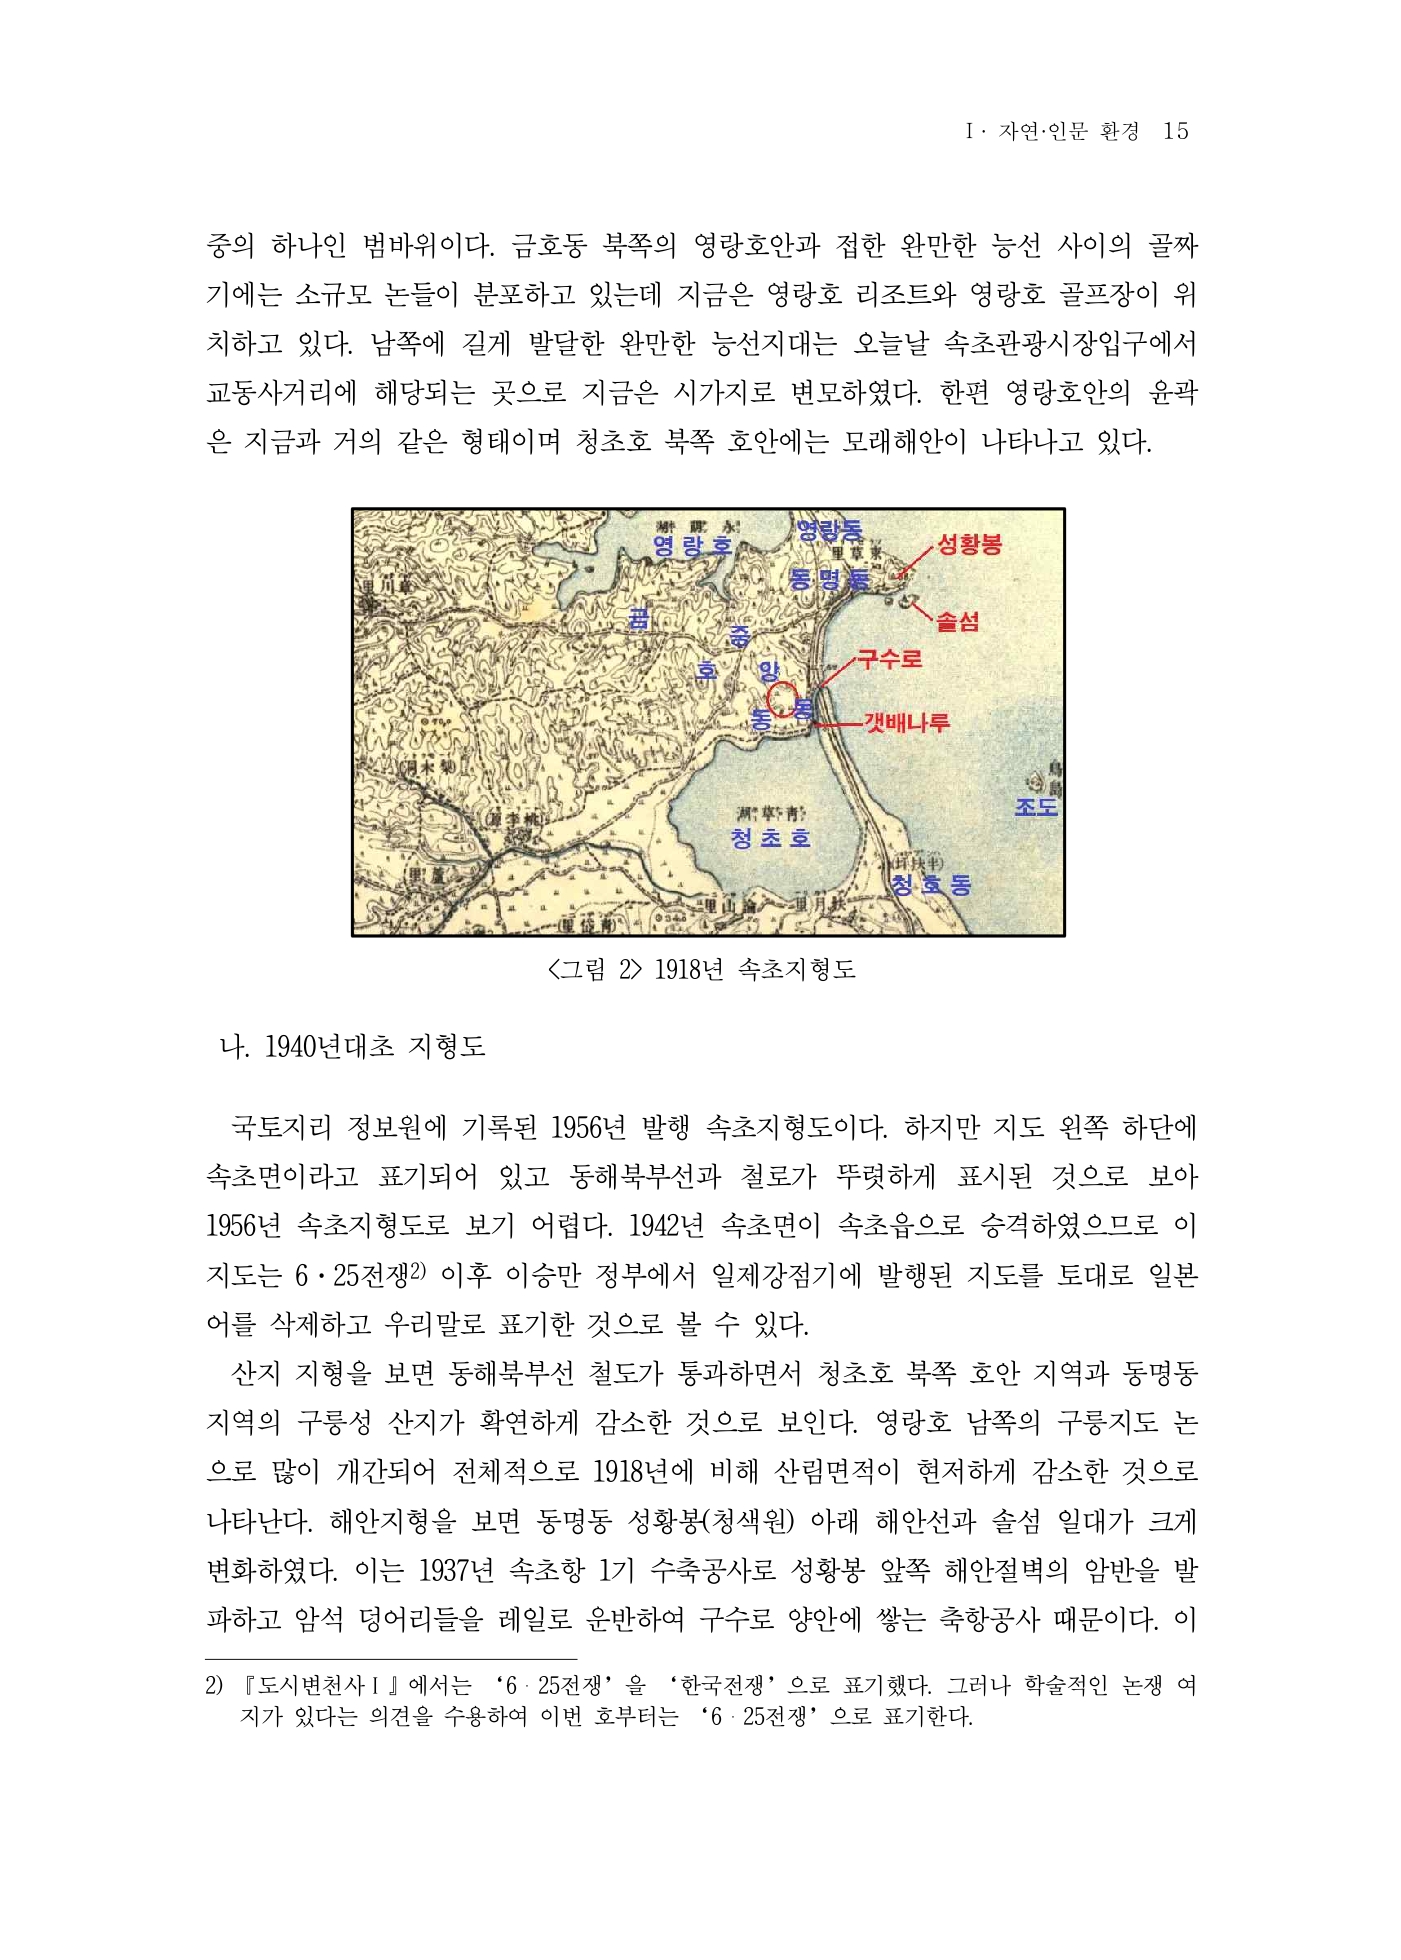 I· 자연·인문 환경 15
중의 하나인 범바위이다. 금호동 북쪽의 영랑호안과 접한 완만한 능선 사이의 골짜
기에는 소규모 논들이 분포하고 있는데 지금은 영랑호 리조트와 영랑호 골프장이 위
치하고 있다. 남쪽에 길게 발달한 완만한 능선지대는 오늘날 속초관광시장입구에서
교동사거리에 해당되는 곳으로 지금은 시가지로 변모하였다. 한편 영랑호안의 윤곽
은 지금과 거의 같은 형태이며 청초호 북쪽 호안에는 모래해안이 나타나고 있다.
湖 郞 永
영랑호
영랑동
里草東
동명동
성황봉
솔섬
里川章
금
호
동
중
앙
동
구수로
갯배나루
(洞木梨)
(原李桃)
湖草靑
청초호
鳥島
조도
청호동
里山論
里月扶
(里岱靑)
<그림 2> 1918년 속초지형도
나. 1940년대초 지형도
국토지리 정보원에 기록된 1956년 발행 속초지형도이다. 하지만 지도 왼쪽 하단에
속초면이라고 표기되어 있고 동해북부선과 철로가 뚜렷하게 표시된 것으로 보아
1956년 속초지형도로 보기 어렵다. 1942년 속초면이 속초읍으로 승격하였으므로 이
지도는 6·25전쟁2) 이후 이승만 정부에서 일제강점기에 발행된 지도를 토대로 일본
어를 삭제하고 우리말로 표기한 것으로 볼 수 있다.
산지 지형을 보면 동해북부선 철도가 통과하면서 청초호 북쪽 호안 지역과 동명동
지역의 구릉성 산지가 확연하게 감소한 것으로 보인다. 영랑호 남쪽의 구릉지도 논
으로 많이 개간되어 전체적으로 1918년에 비해 산림면적이 현저하게 감소한 것으로
나타난다. 해안지형을 보면 동명동 성황봉(청색원) 아래 해안선과 솔섬 일대가 크게
변화하였다. 이는 1937년 속초항 1기 수축공사로 성황봉 앞쪽 해안절벽의 암반을 발
파하고 암석 덩어리들을 레일로 운반하여 구수로 양안에 쌓는 축항공사 때문이다. 이
2) 『도시변천사Ⅰ』에서는 ‘6·25전쟁’을 ‘한국전쟁’으로 표기했다. 그러나 학술적인 논쟁 여
지가 있다는 의견을 수용하여 이번 호부터는 ‘6·25전쟁’으로 표기한다.